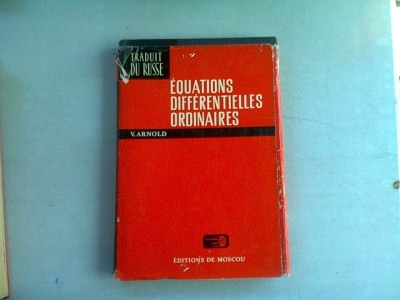 TRADUIT
DU RUSSE
ÉQUATIONS
DIFFÉRENTIELLES
ORDINAIRES
V. ARNOLD
ÉDITIONS DE MOSCOU